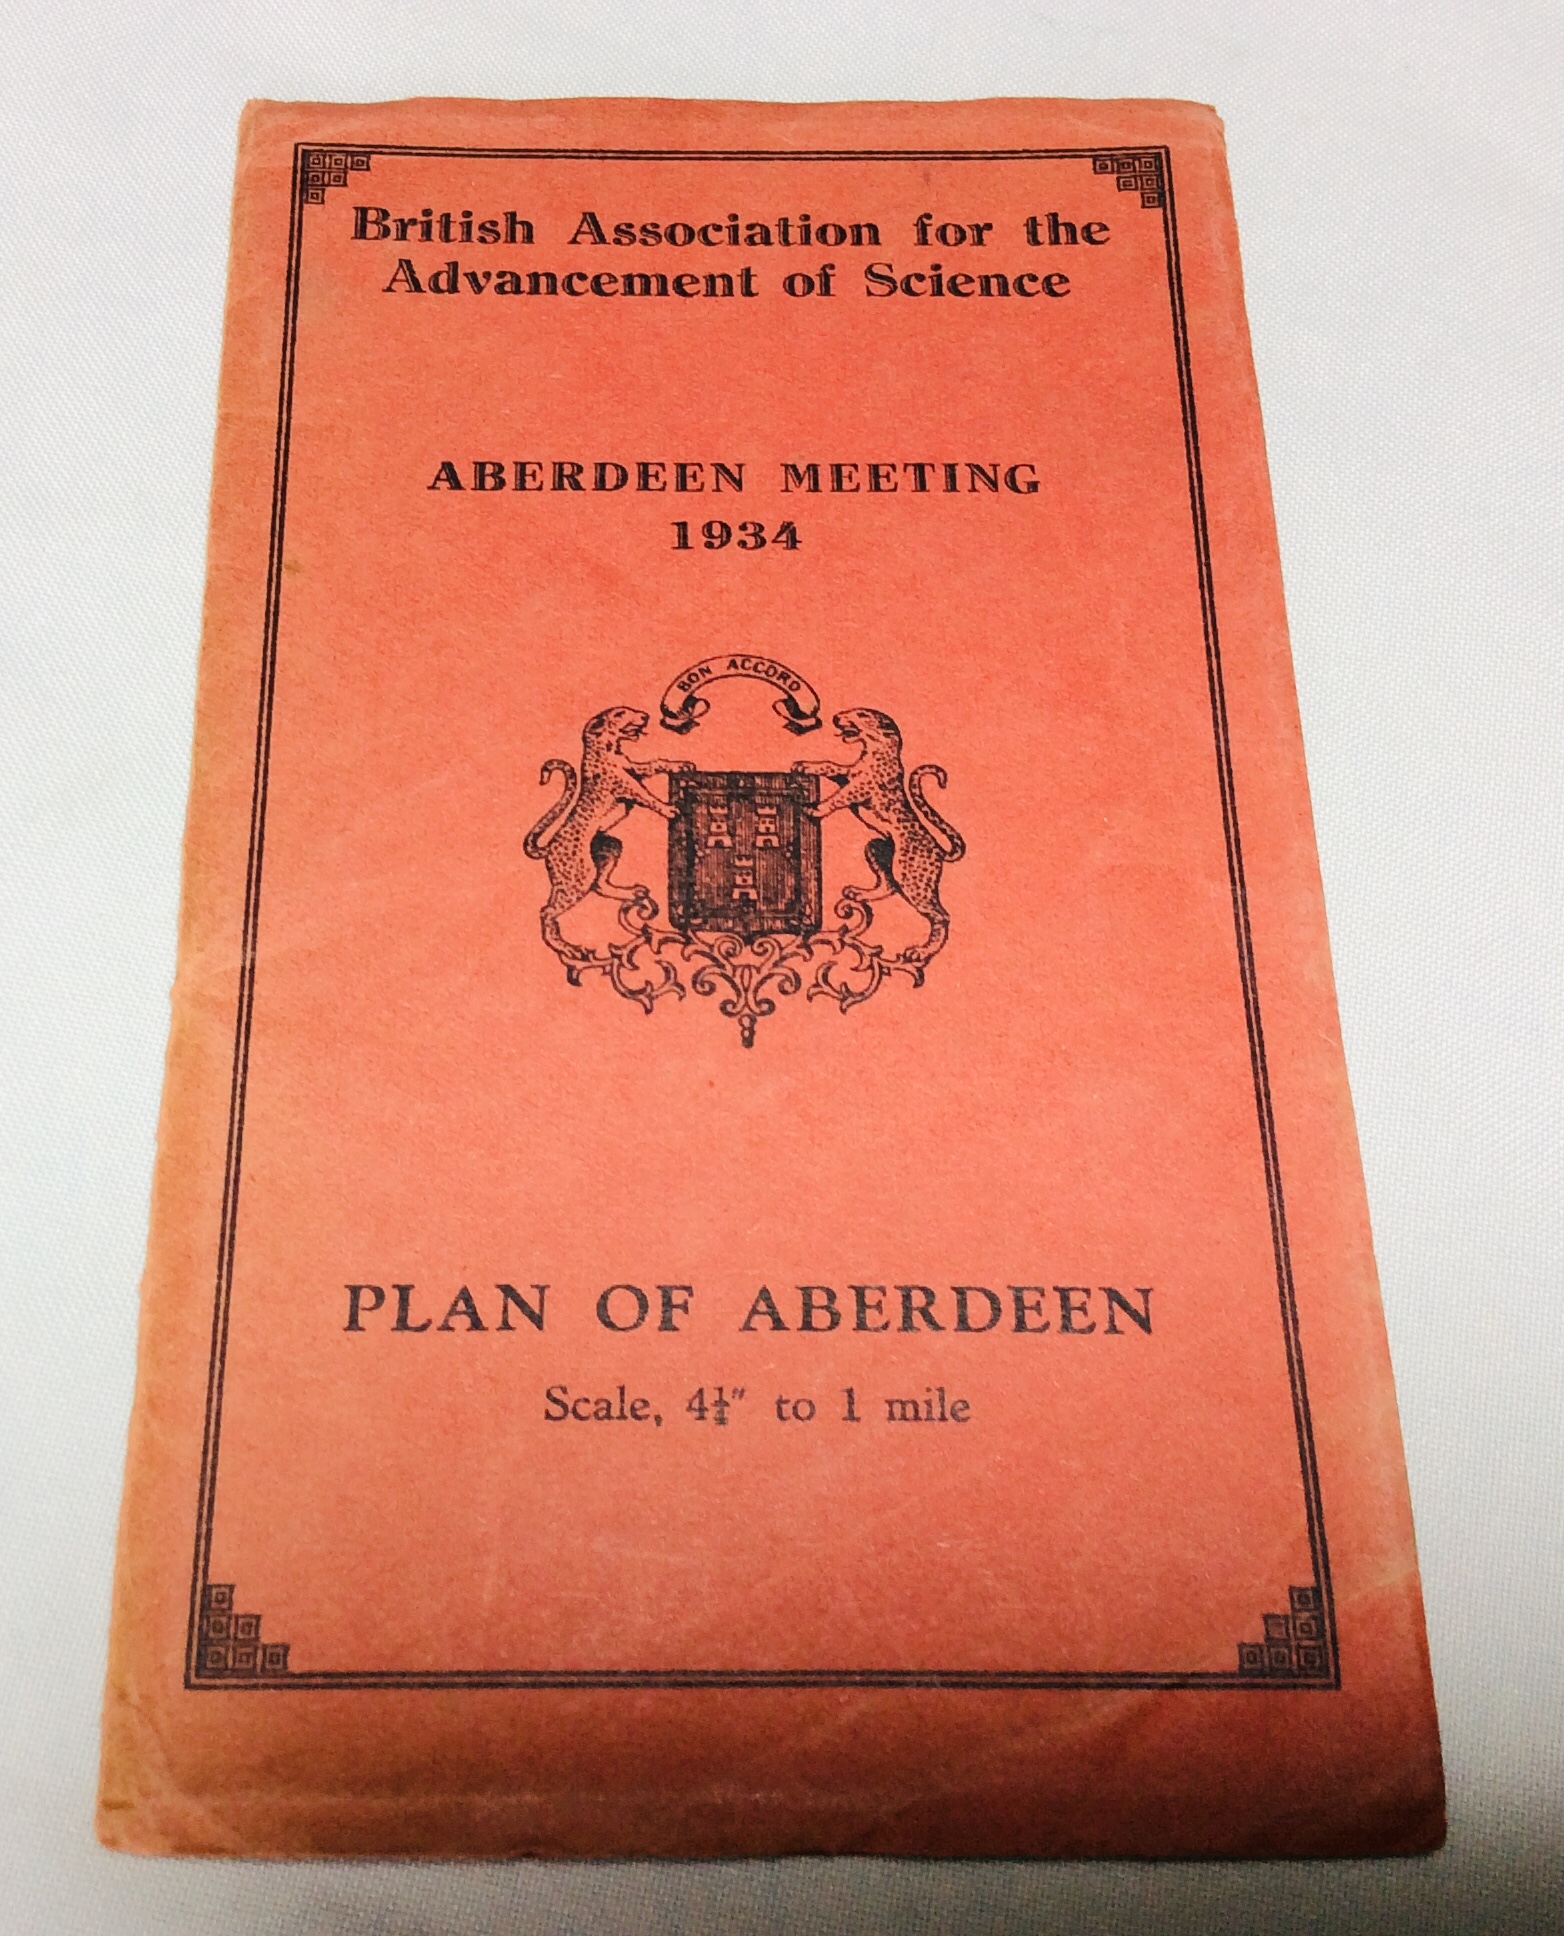 British Association for the
Advancement of Science
ABERDEEN MEETING
1934
BON ACCORD
PLAN OF ABERDEEN
Scale, 4¼" to 1 mile